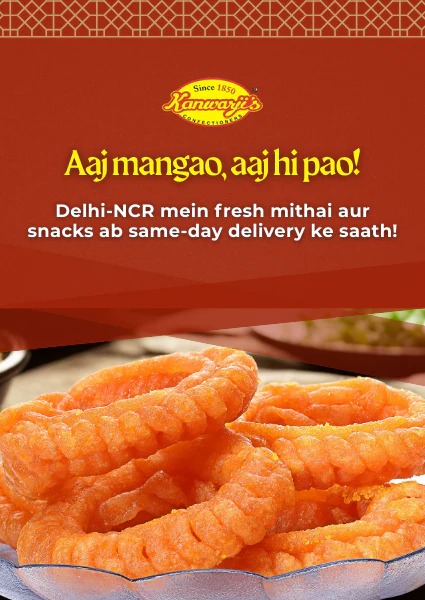 Since 1850
Kanwarji's
CONFECTIONERS
Aaj mangao, aaj hi pao!
Delhi-NCR mein fresh mithai aur
snacks ab same-day delivery ke saath!